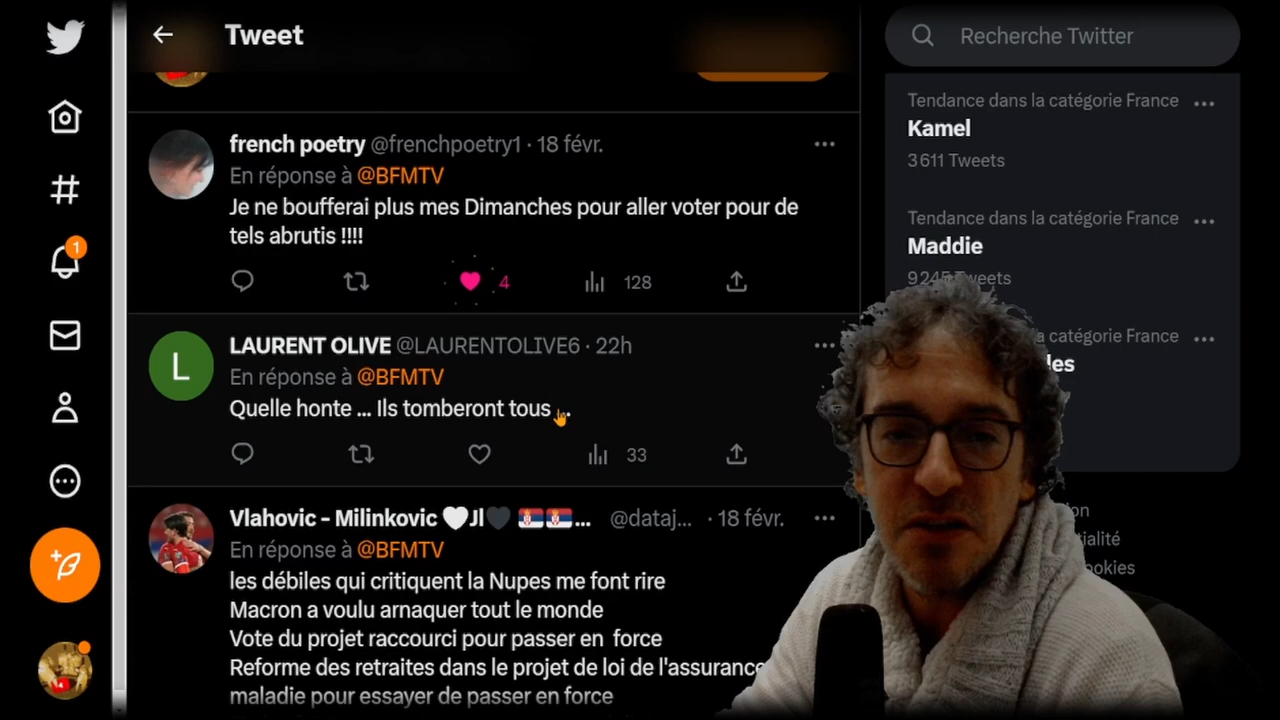 Tweet
Recherche Twitter
french poetry @frenchpoetry1 · 18 févr.
En réponse à @BFMTV
Je ne boufferai plus mes Dimanches pour aller voter pour de
tels abrutis !!!!
4
128
L
LAURENT OLIVE @LAURENTOLIVE6 · 22h
En réponse à @BFMTV
Quelle honte ... Ils tomberont tous
33
Vlahovic - Milinkovic 🤍JI🖤 🇷🇸🇷🇸... @dataj... · 18 févr.
En réponse à @BFMTV
les débiles qui critiquent la Nupes me font rire
Macron a voulu arnaquer tout le monde
Vote du projet raccourci pour passer en force
Reforme des retraites dans le projet de loi de l'assurance
maladie pour essayer de passer en force
1
Tendance dans la catégorie France
Kamel
3 611 Tweets
Tendance dans la catégorie France
Maddie
9 245 Tweets
catégorie France